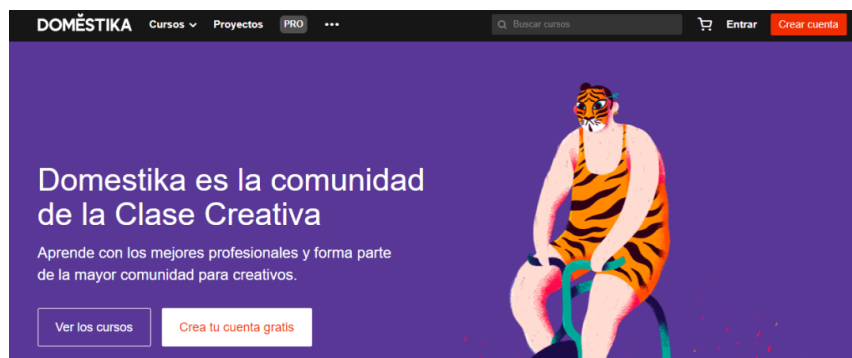 DOMĚSTIKA Cursos Proyectos PRO ••• Buscar cursos Entrar Crear cuenta
Domestika es la comunidad
de la Clase Creativa
Aprende con los mejores profesionales y forma parte
de la mayor comunidad para creativos.
Ver los cursos Crea tu cuenta gratis